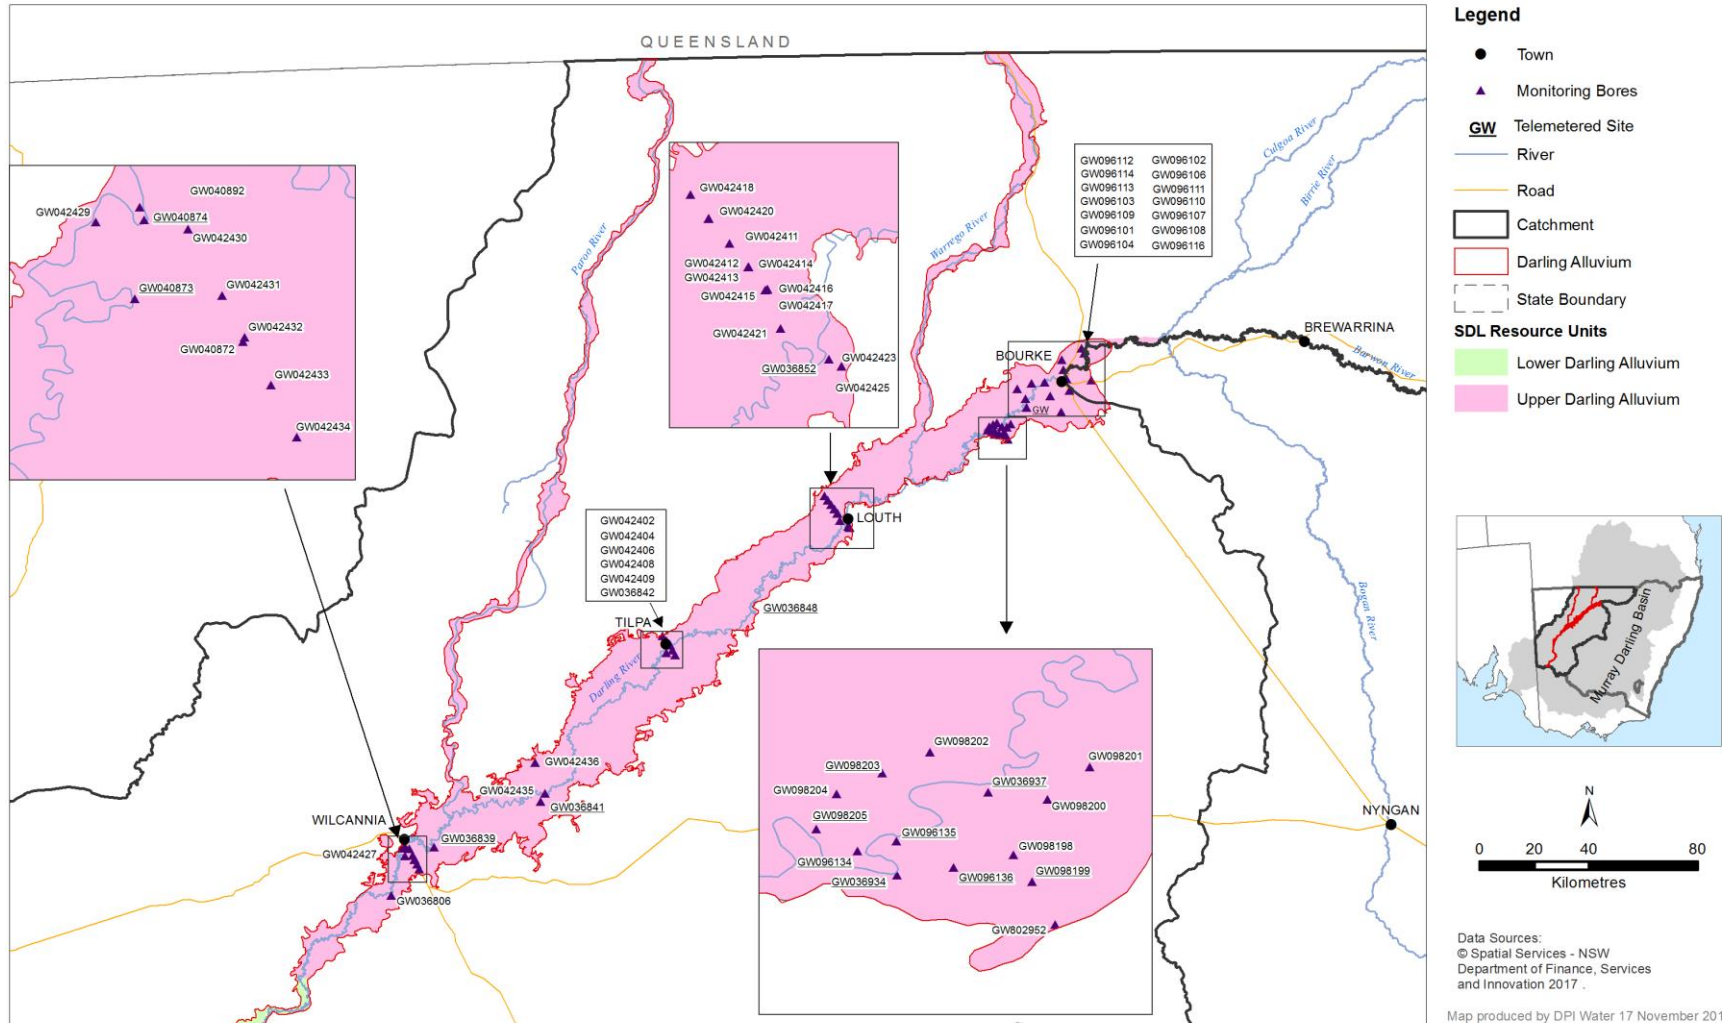 QUEENSLAND
Paroo River
Warrego River
Culgoa River
Birrie River
Barwon River
Bogan River
Darling River
BREWARRINA
BOURKE
GW
LOUTH
TILPA
WILCANNIA
NYGAN
GW036848
GW042436
GW042435
GW036841
GW036839
GW042427
GW036806
GW040892
GW042429
GW040874
GW042430
GW040873
GW042431
GW042432
GW040872
GW042433
GW042434
GW042418
GW042420
GW042411
GW042412 GW042414
GW042413
GW042415 GW042416
GW042417
GW042421
GW036852 GW042423
GW042425
GW096112 GW096102
GW096114 GW096106
GW096113 GW096111
GW096103 GW096110
GW096109 GW096107
GW096101 GW096108
GW096104 GW096116
GW042402
GW042404
GW042406
GW042408
GW042409
GW036842
GW098202
GW098201
GW098203
GW036937
GW098204
GW098200
GW098205
GW096135
GW098198
GW096134
GW036934
GW096136
GW098199
GW802952
Legend
Town
Monitoring Bores
GW Telemetered Site
River
Road
Catchment
Darling Alluvium
State Boundary
SDL Resource Units
Lower Darling Alluvium
Upper Darling Alluvium
Murray Darling Basin
N
0 20 40 80
Kilometres
Data Sources:
© Spatial Services - NSW
Department of Finance, Services
and Innovation 2017 .
Map produced by DPI Water 17 November 201